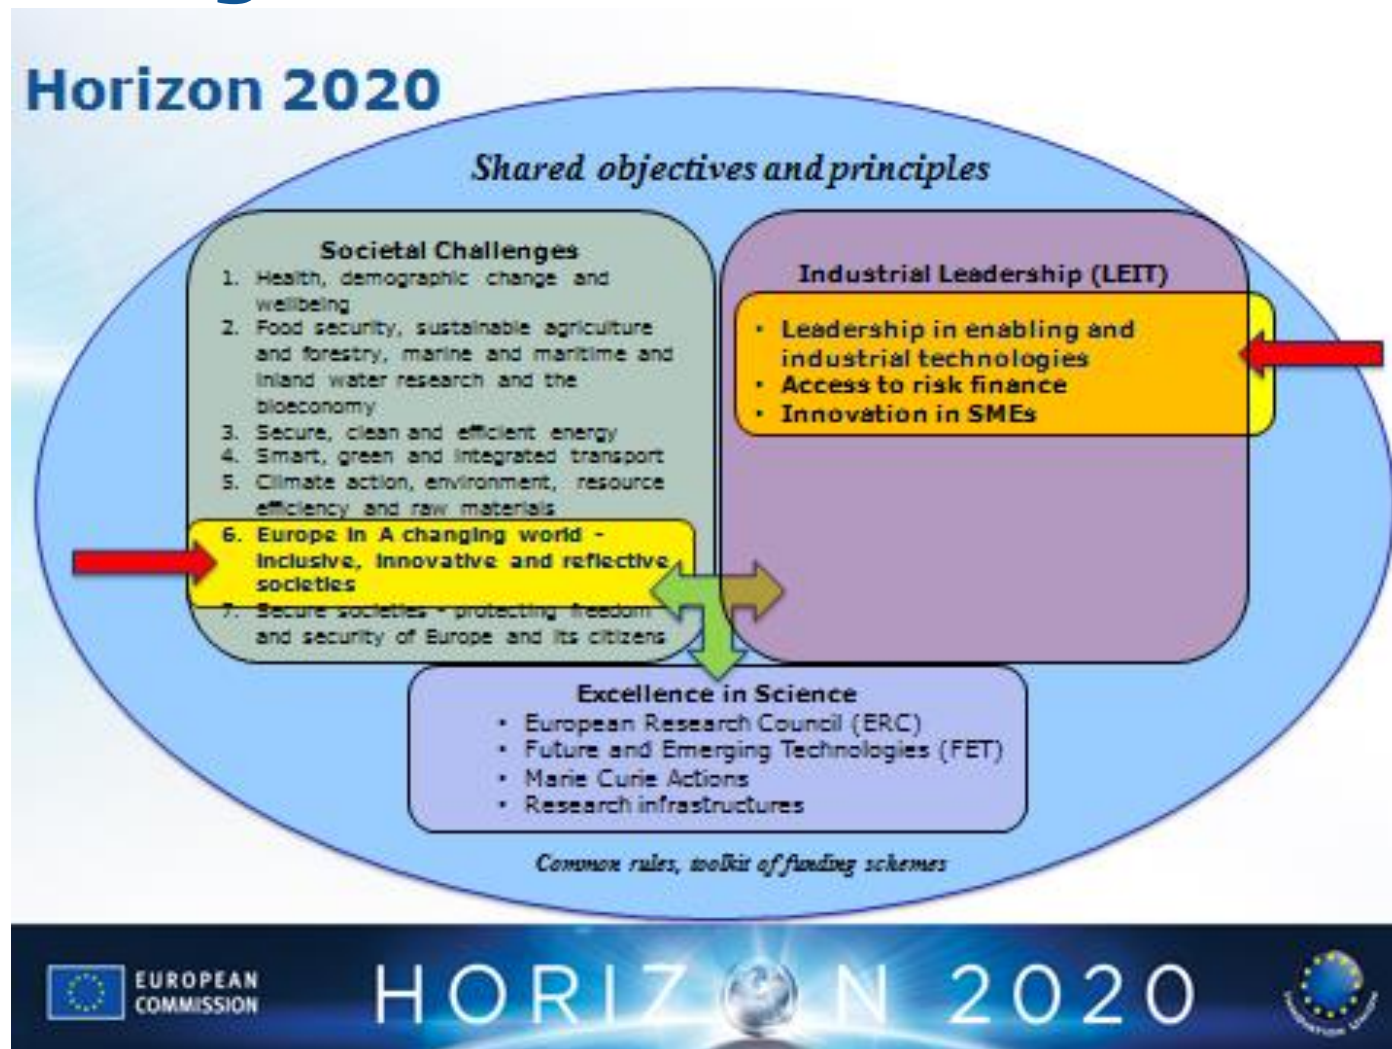 Horizon 2020
Shared objectives and principles
Societal Challenges
1. Health, demographic change and
wellbeing
2. Food security, sustainable agriculture
and forestry, marine and maritime and
inland water research and the
bioeconomy
3. Secure, clean and efficient energy
4. Smart, green and integrated transport
5. Climate action, environment, resource
efficiency and raw materials
6. Europe in A changing world -
inclusive, innovative and reflective
societies
7. Secure societies - protecting freedom
and security of Europe and its citizens
Industrial Leadership (LEIT)
• Leadership in enabling and
industrial technologies
• Access to risk finance
• Innovation in SMEs
Excellence in Science
• European Research Council (ERC)
• Future and Emerging Technologies (FET)
• Marie Curie Actions
• Research infrastructures
Common rules, toolkit of funding schemes
EUROPEAN
COMMISSION
HORIZON 2020
INNOVATION UNION